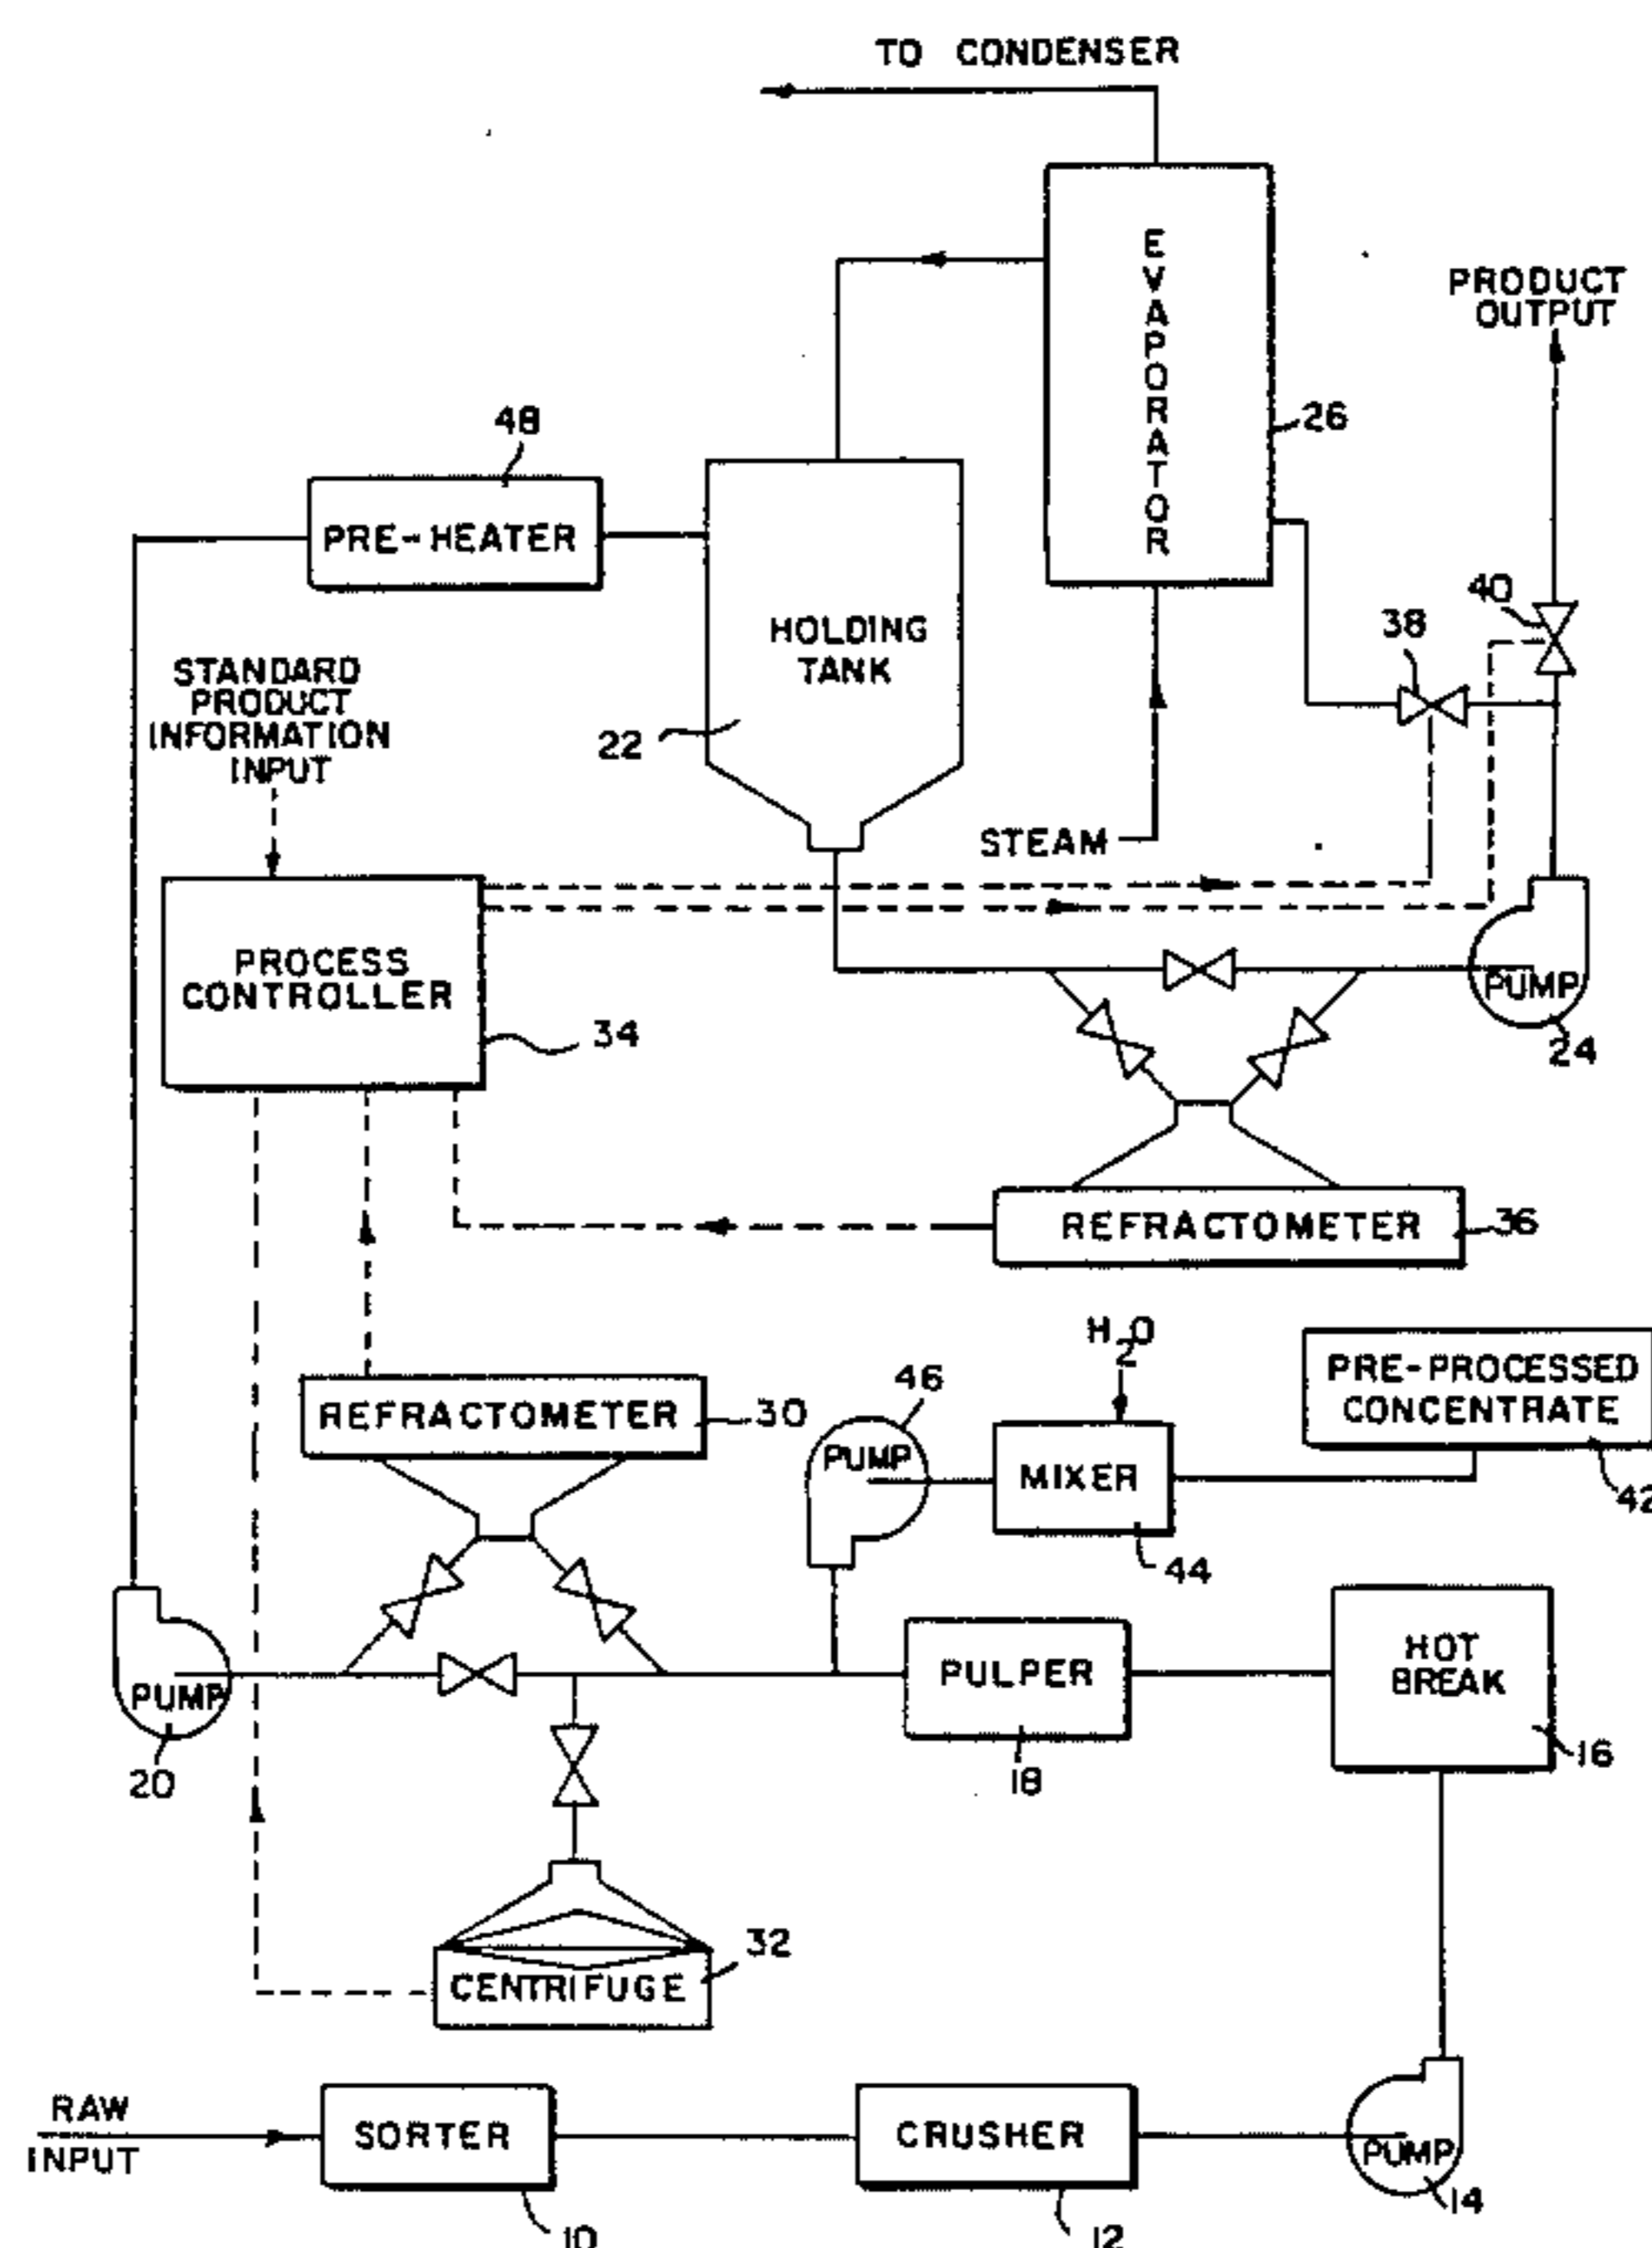 TO CONDENSER
EVAPORATOR
PRODUCT
OUTPUT
26
48
PRE-HEATER
40
38
HOLDING
TANK
22
STANDARD
PRODUCT
INFORMATION
INPUT
STEAM
PROCESS
CONTROLLER
34
PUMP
24
REFRACTOMETER
36
H2O
46
PRE-PROCESSED
CONCENTRATE
REFRACTOMETER
30
PUMP
MIXER
42
44
HOT
BREAK
PULPER
PUMP
16
20
18
32
CENTRIFUGE
RAW
INPUT
SORTER
CRUSHER
PUMP
14
10
12